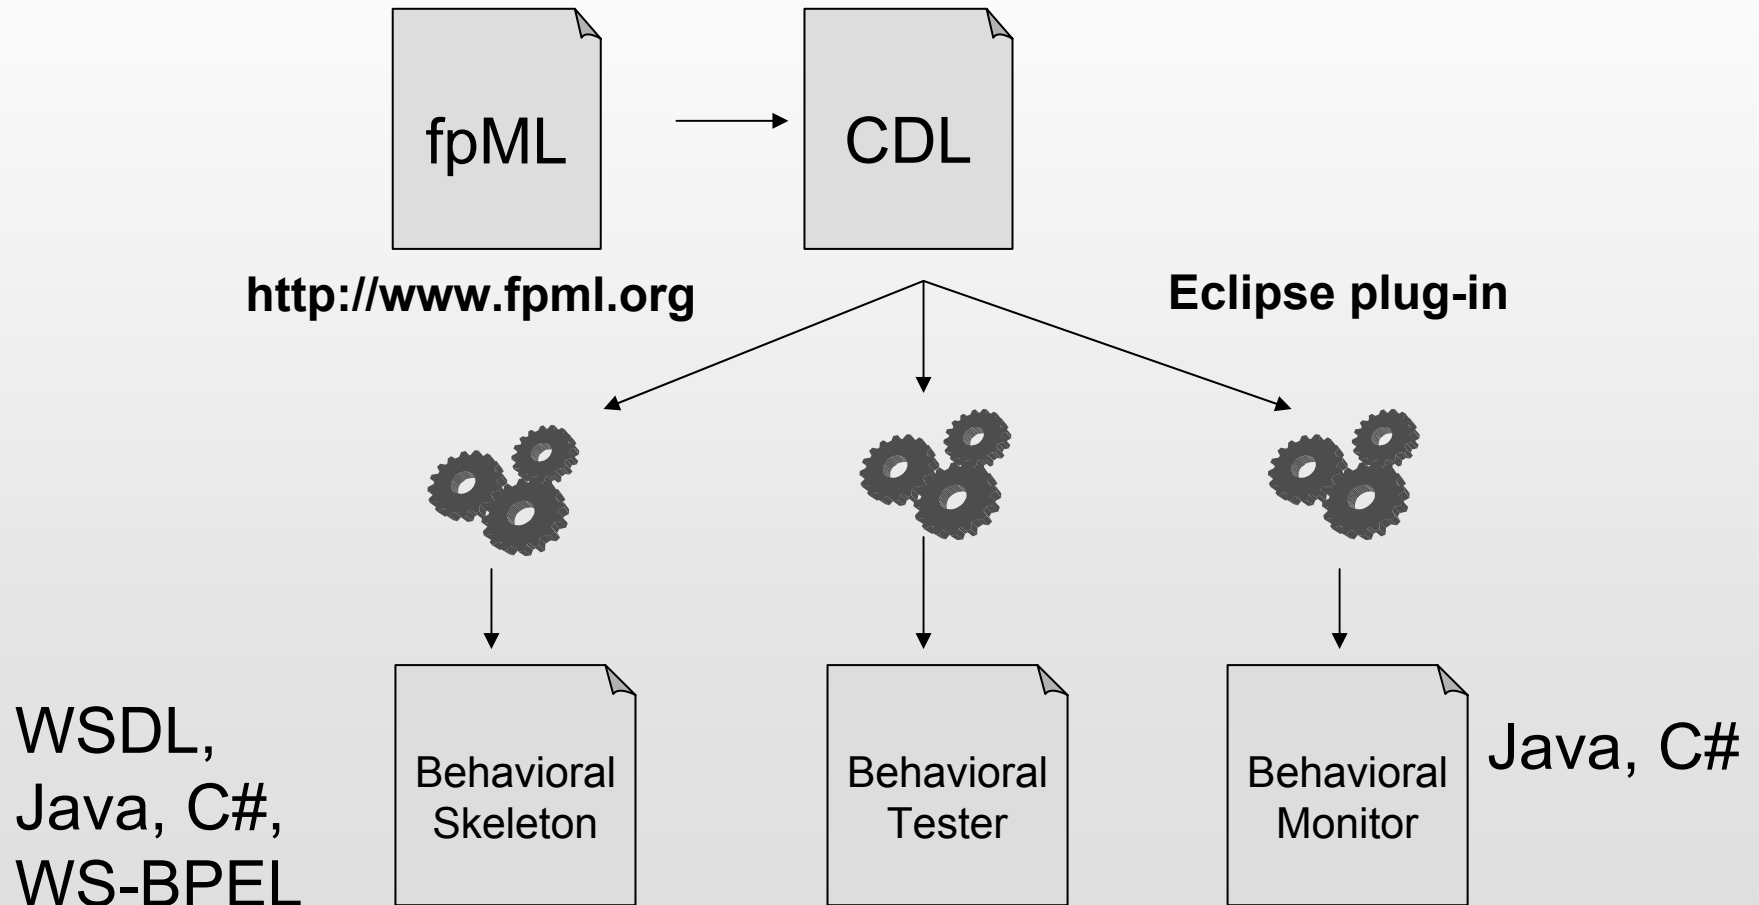 fpML
CDL
http://www.fpml.org
Eclipse plug-in
WSDL,
Java, C#,
WS-BPEL
Behavioral
Skeleton
Behavioral
Tester
Behavioral
Monitor
Java, C#